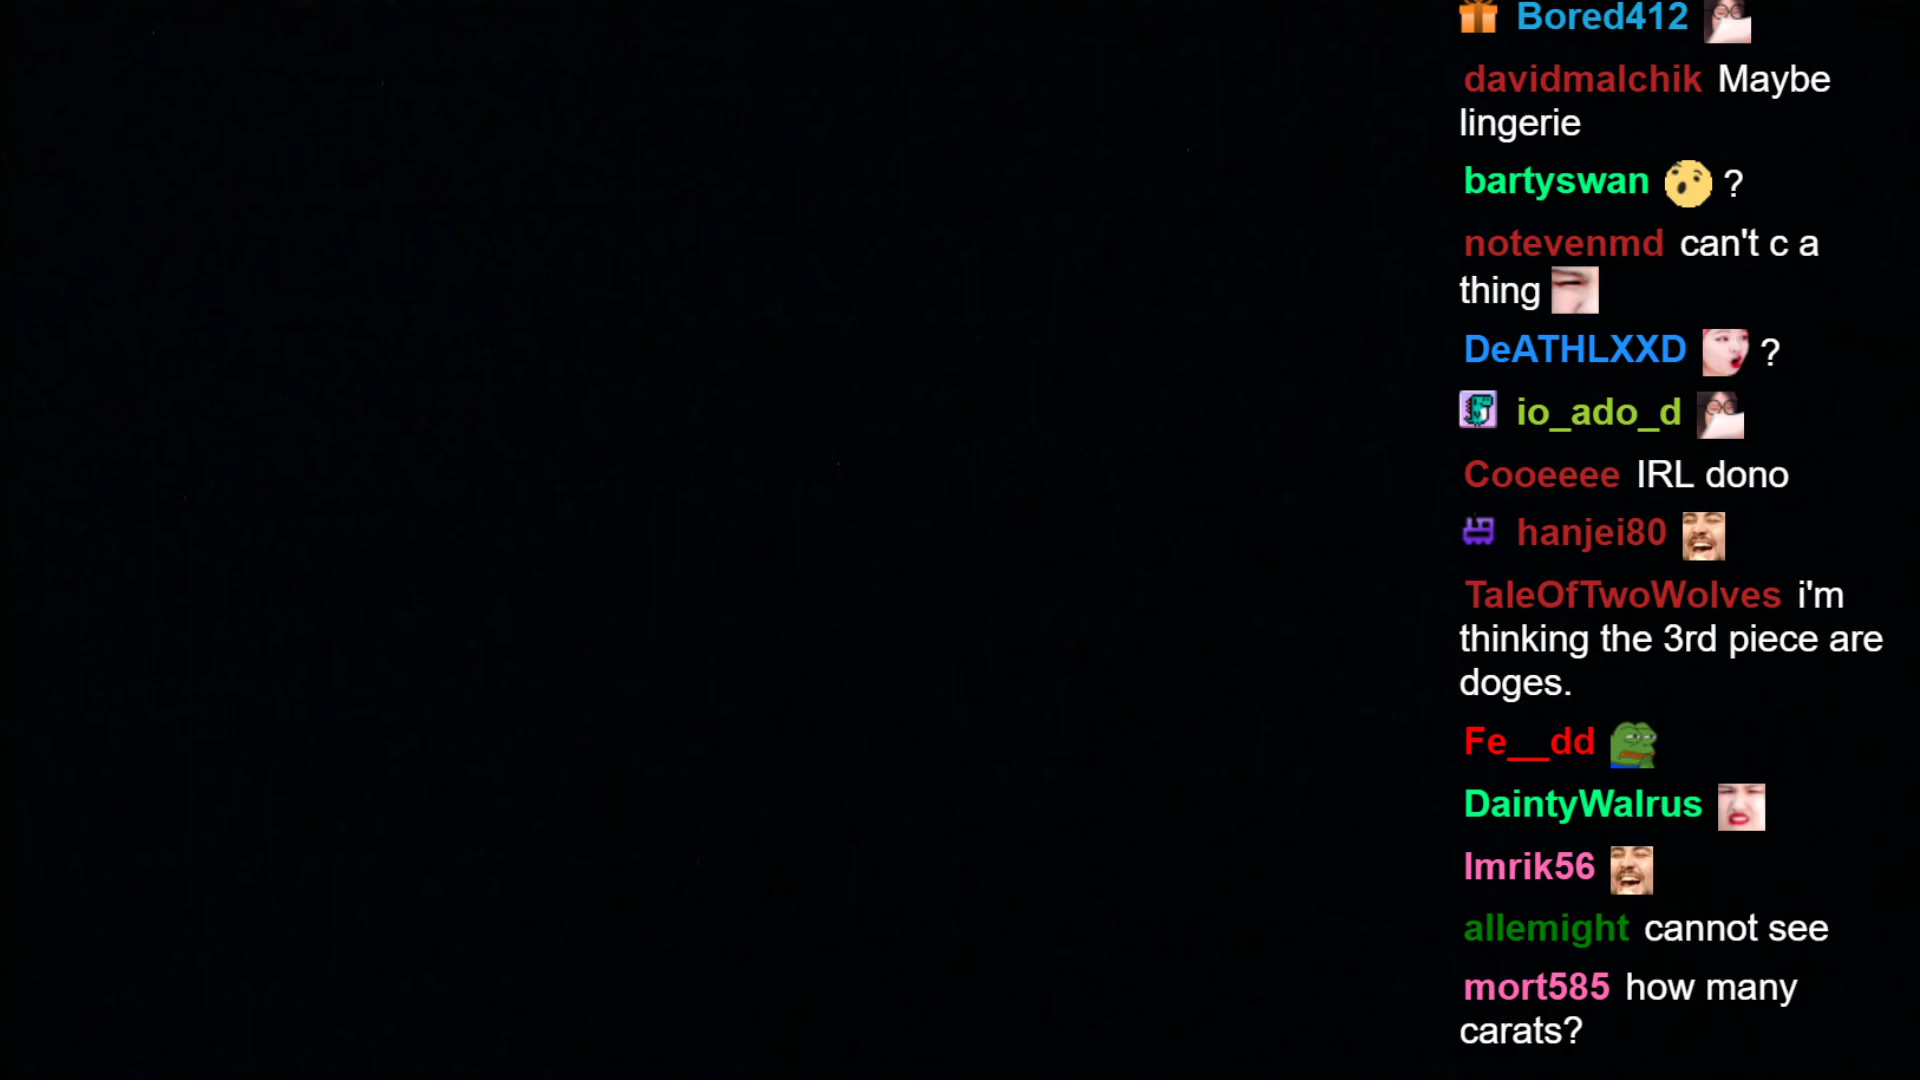 Bored412
davidmalchik Maybe
lingerie
bartyswan ?
notevenmd can't c a
thing
DeATHLXXD ?
io_ado_d
Cooeeee IRL dono
hanjei80
TaleOfTwoWolves i'm
thinking the 3rd piece are
doges.
Fe__dd
DaintyWalrus
lmrik56
allemight cannot see
mort585 how many
carats?